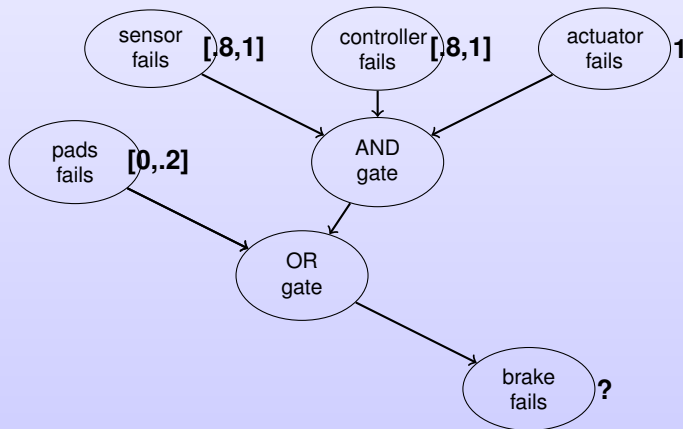 sensor
fails
[.8,1]
controller
fails
[.8,1]
actuator
fails
1
pads
fails
[0,.2]
AND
gate
OR
gate
brake
fails
?